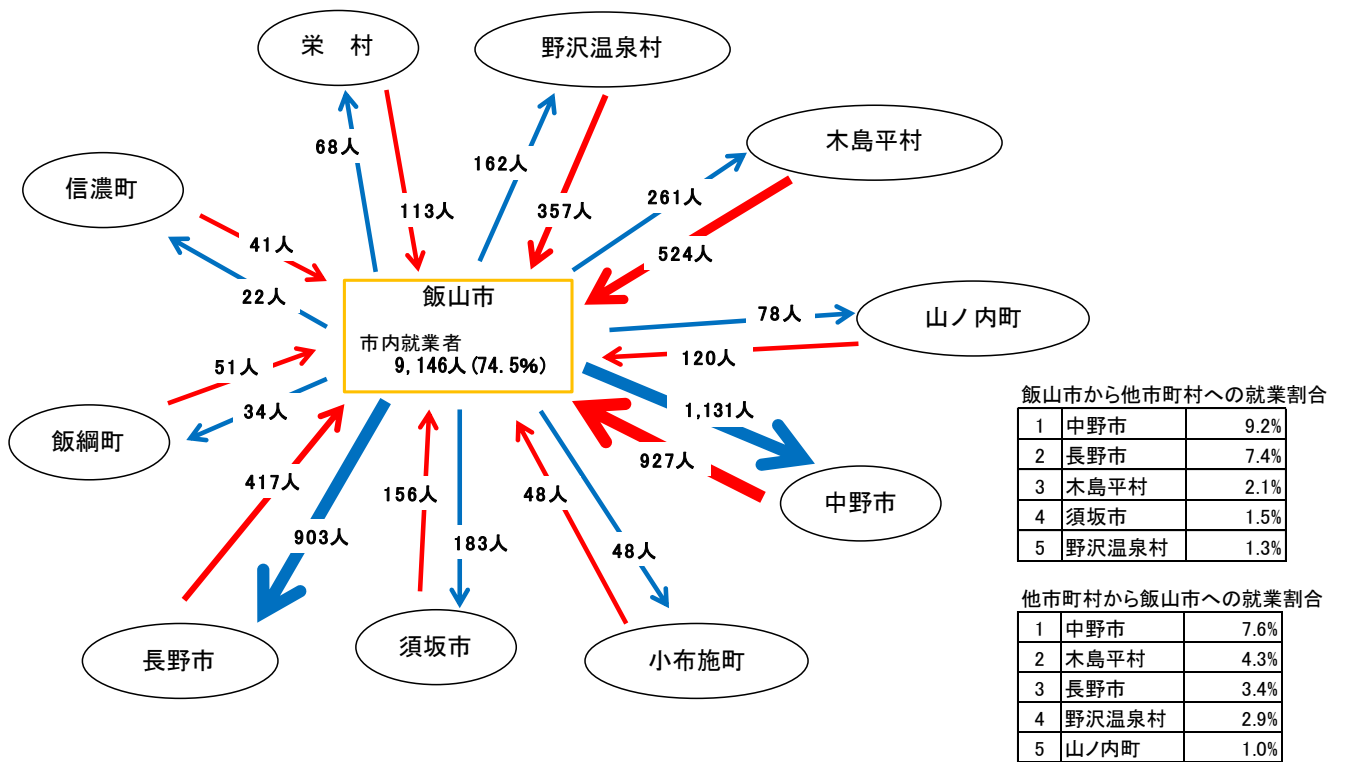 栄　村
野沢温泉村
木島平村
68人
162人
261人
信濃町
113人
357人
41人
524人
22人
飯山市
市内就業者
9,146人(74.5%)
78人
山ノ内町
120人
51人
34人
1,131人
飯綱町
927人
417人
156人
48人
中野市
903人
183人
48人
長野市
須坂市
小布施町
飯山市から他市町村への就業割合
1 中野市 9.2%
2 長野市 7.4%
3 木島平村 2.1%
4 須坂市 1.5%
5 野沢温泉村 1.3%
他市町村から飯山市への就業割合
1 中野市 7.6%
2 木島平村 4.3%
3 長野市 3.4%
4 野沢温泉村 2.9%
5 山ノ内町 1.0%